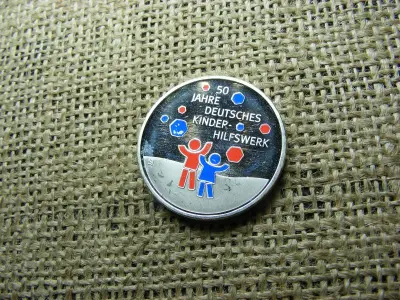 50
JAHRE
DEUTSCHES
KINDER-
HILFSWERK